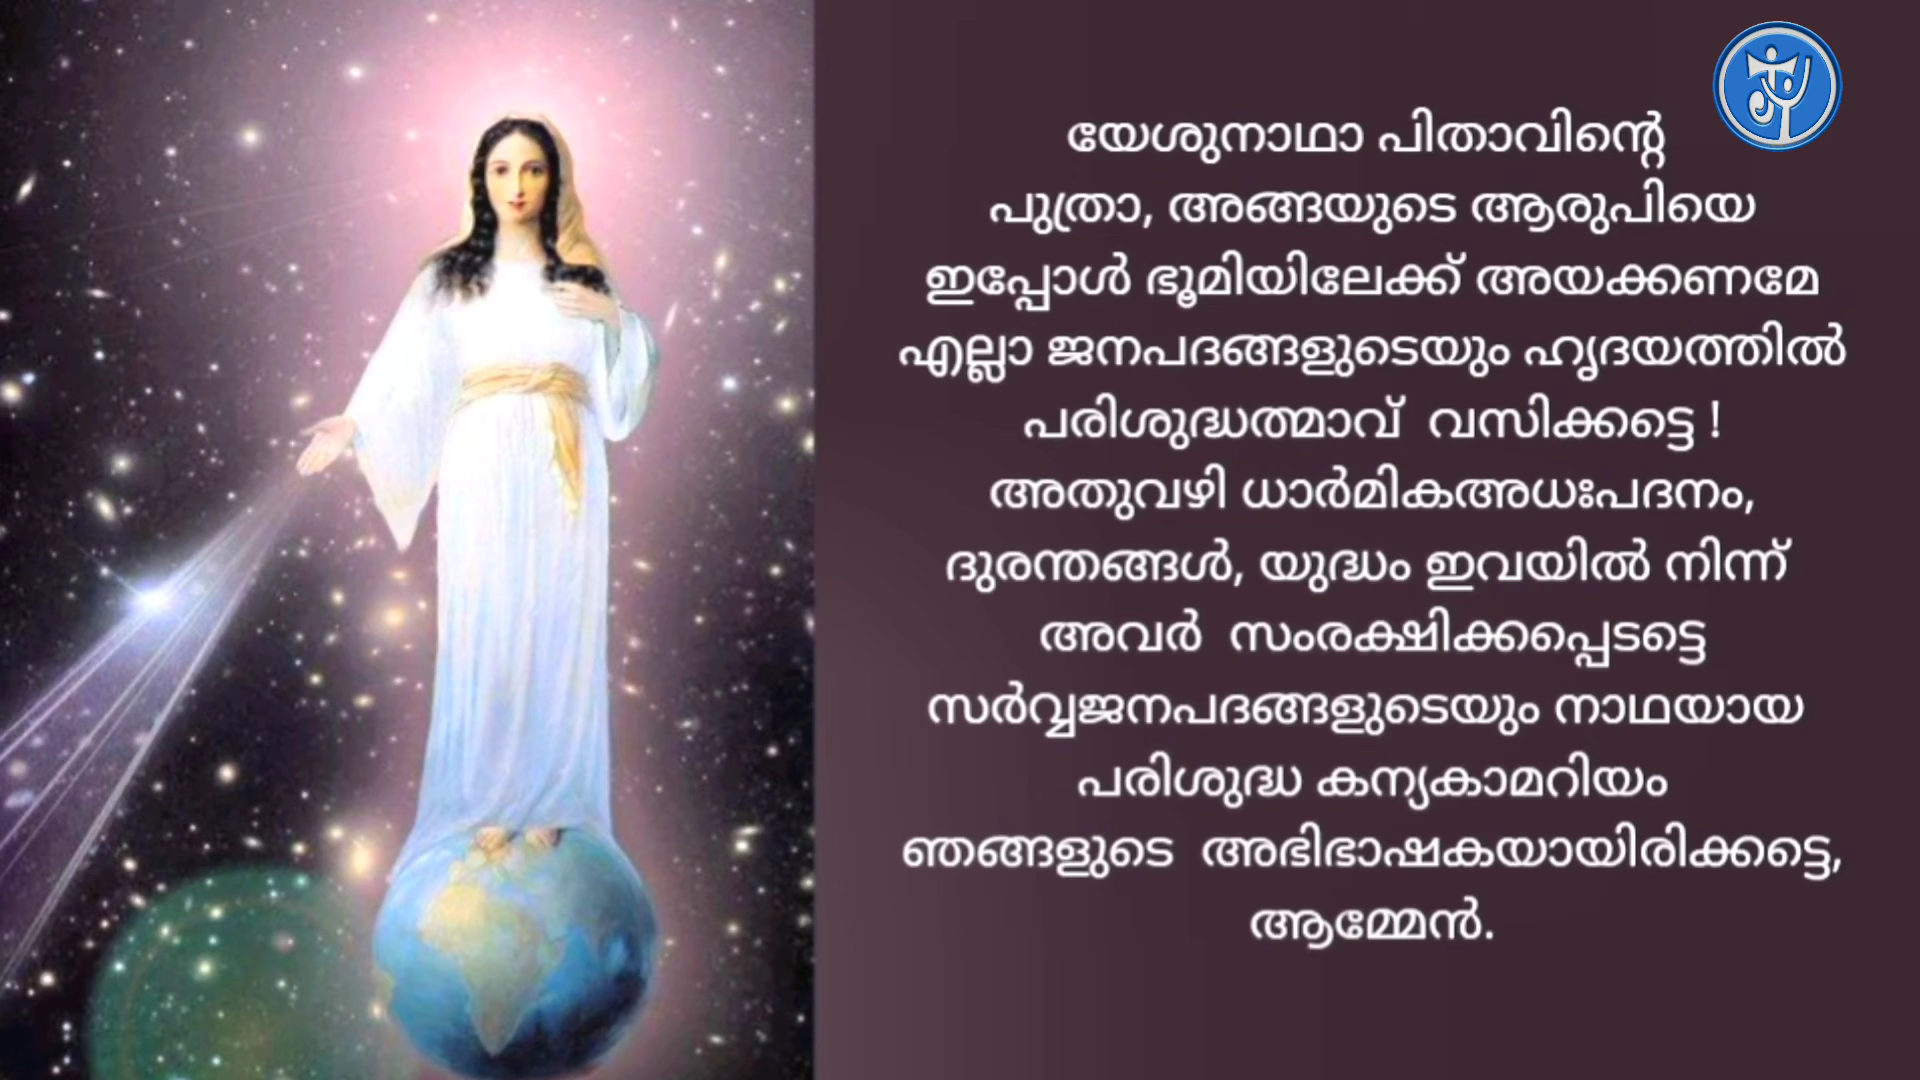 യേശുനാഥാ പിതാവിന്റെ
പുത്രാ, അങ്ങയുടെ ആരുപിയെ
ഇപ്പോൾ ഭൂമിയിലേക്ക് അയക്കണമേ
എല്ലാ ജനപദങ്ങളുടെയും ഹൃദയത്തിൽ
പരിശുദ്ധത്മാവ് വസിക്കട്ടെ !
അതുവഴി ധാർമികഅധഃപദനം,
ദുരന്തങ്ങൾ, യുദ്ധം ഇവയിൽ നിന്ന്
അവർ സംരക്ഷിക്കപ്പെടട്ടെ
സർവ്വജനപദങ്ങളുടെയും നാഥയായ
പരിശുദ്ധ കന്യകാമറിയം
ഞങ്ങളുടെ അഭിഭാഷകയായിരിക്കട്ടെ,
ആമ്മേൻ.